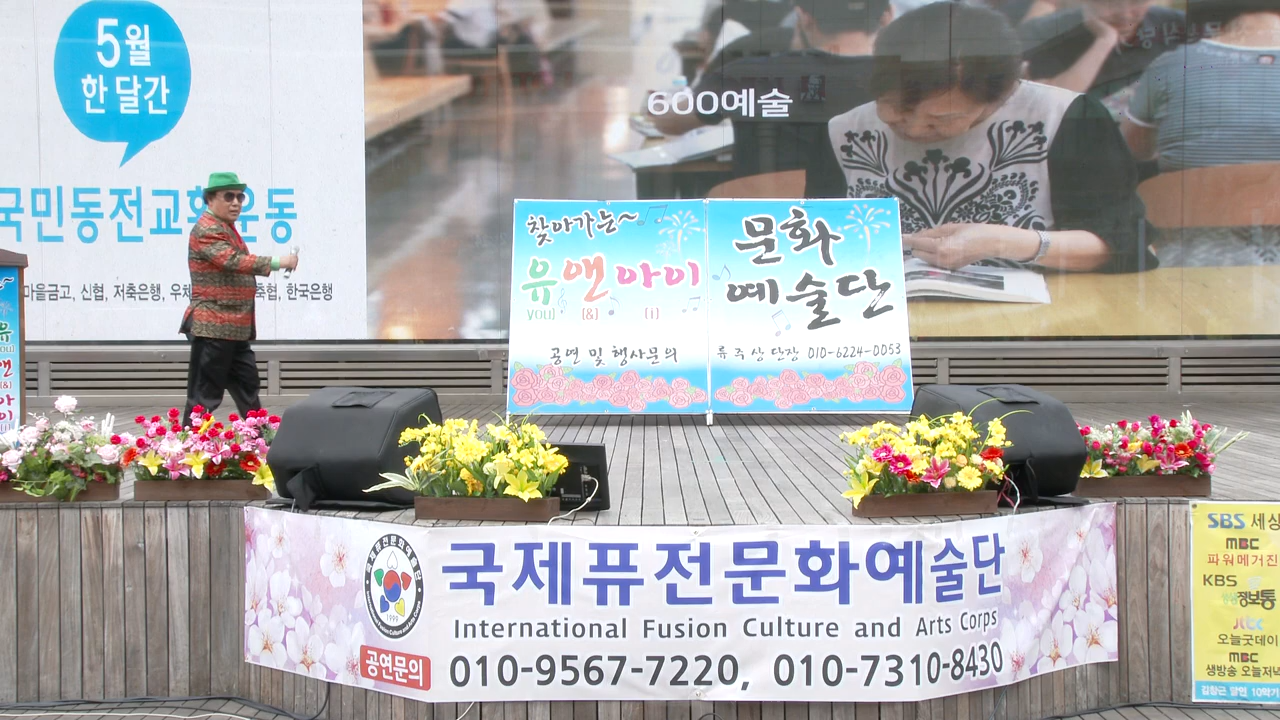 5월
한 달간
국민동전교환운동
마을금고, 신협, 저축은행, 우체
축협, 한국은행
600예술
찾아가는~
유앤아이
you] [&] [i]
공연 및 행사문의
문화
예술단
류주상 단장 010-6224-0053
유
앤
[&]
아
이
국제퓨전문화예술단
International Fusion Culture and Arts Corps
1999
공연문의
010-9567-7220, 010-7310-8430
SBS 세상
MBC
파워매거진
KBS
정보통
jtbc
오늘굿데이
MBC
생방송 오늘저녁